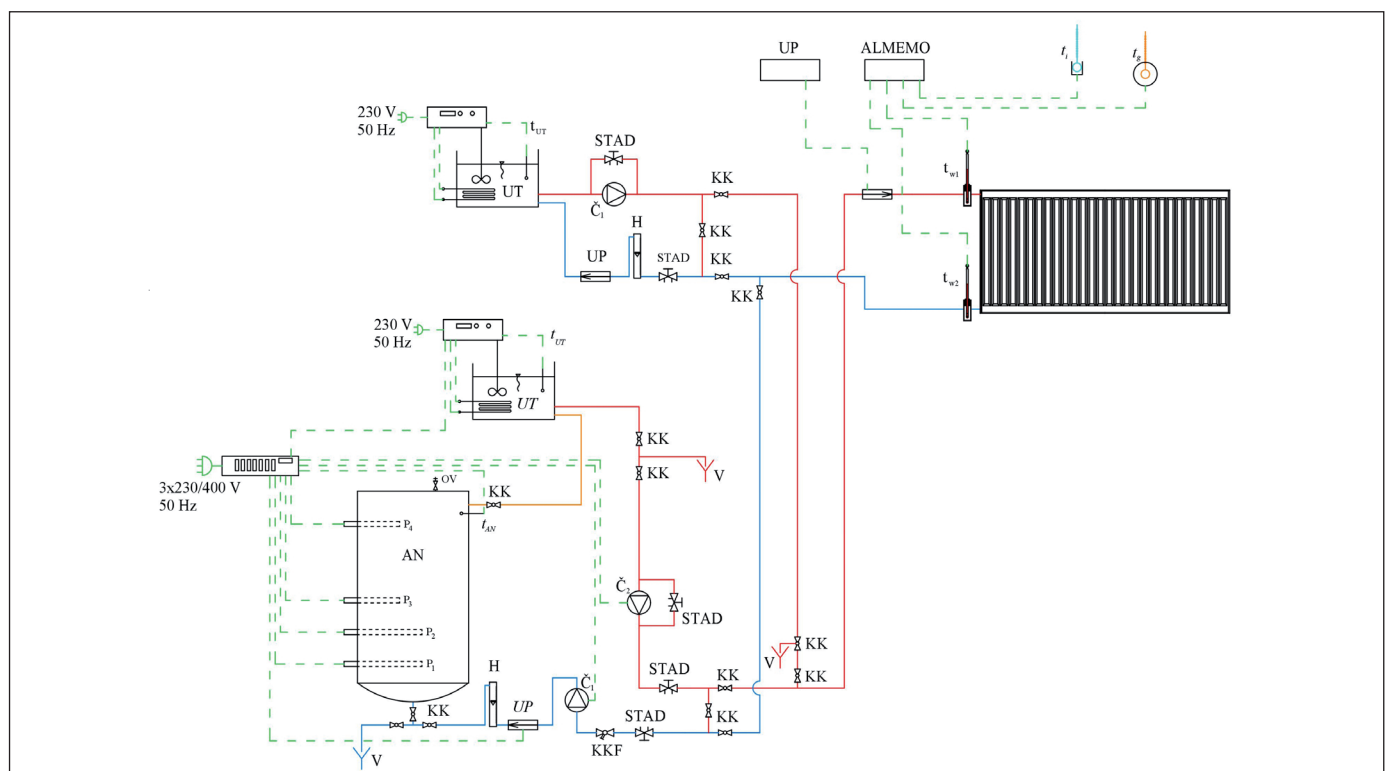 UP
ALMEMO
t_i
t_g
230 V
50 Hz
t_UT
STAD
KK
t_w1
UT
Č_1
KK
H
UP
STAD
KK
KK
t_w2
230 V
50 Hz
t_UT
UT
KK
V
KK
3x230/400 V
50 Hz
OV
KK
t_AN
P_4
AN
Č_2
P_3
STAD
P_2
KK
P_1
V
KK
H
Č_1
STAD
KK
UP
STAD
KK
KK
KKF
V